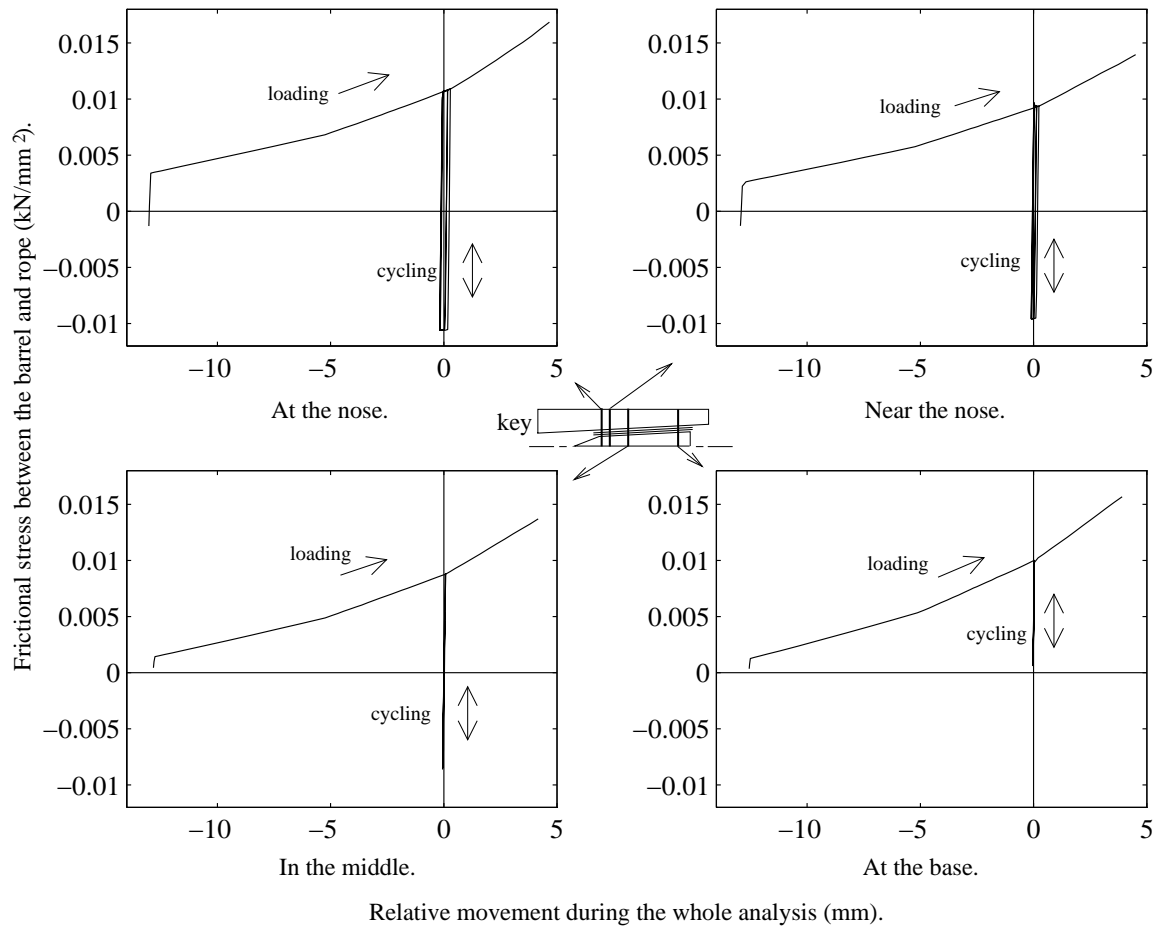 Frictional stress between the barrel and rope (kN/mm 2).
0.015
0.01
0.005
0
−0.005
−0.01
loading
cycling
−10 −5 0 5
At the nose.
0.015
0.01
0.005
0
−0.005
−0.01
loading
cycling
−10 −5 0 5
Near the nose.
key
0.015
0.01
0.005
0
−0.005
−0.01
loading
cycling
−10 −5 0 5
In the middle.
0.015
0.01
0.005
0
−0.005
−0.01
loading
cycling
−10 −5 0 5
At the base.
Relative movement during the whole analysis (mm).